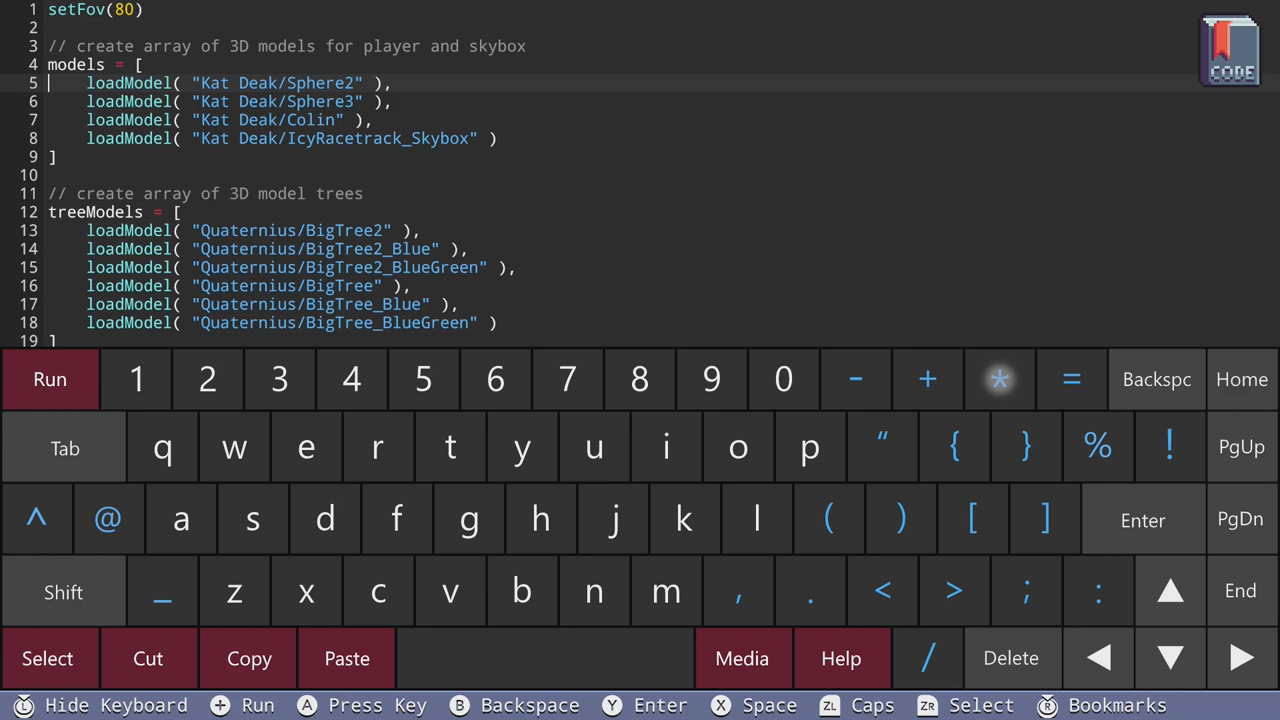 1 setFov(80)
2
3 // create array of 3D models for player and skybox
4 models = [
5 loadModel( "Kat Deak/Sphere2" ),
6 loadModel( "Kat Deak/Sphere3" ),
7 loadModel( "Kat Deak/Colin" ),
8 loadModel( "Kat Deak/IcyRacetrack_Skybox" )
9 ]
10
11 // create array of 3D model trees
12 treeModels = [
13 loadModel( "Quaternius/BigTree2" ),
14 loadModel( "Quaternius/BigTree2_Blue" ),
15 loadModel( "Quaternius/BigTree2_BlueGreen" ),
16 loadModel( "Quaternius/BigTree" ),
17 loadModel( "Quaternius/BigTree_Blue" ),
18 loadModel( "Quaternius/BigTree_BlueGreen" )
19 ]
CODE
Run 1 2 3 4 5 6 7 8 9 0 - + * = Backspc Home
Tab q w e r t y u i o p “ { } % ! PgUp
^ @ a s d f g h j k l ( ) [ ] Enter PgDn
Shift _ z x c v b n m , . < > ; : ▲ End
Select Cut Copy Paste Media Help / Delete ◀ ▼ ▶
L Hide Keyboard + Run A Press Key B Backspace Y Enter X Space ZL Caps ZR Select R Bookmarks